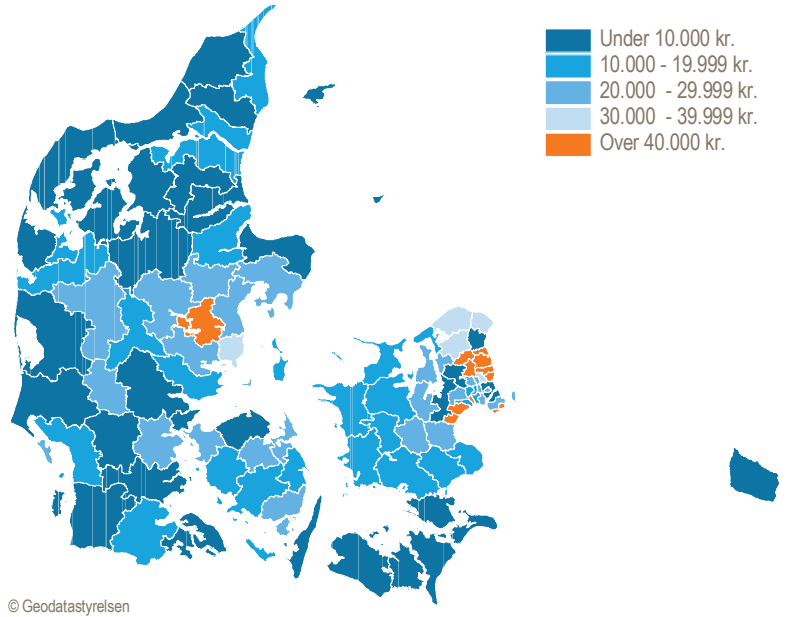 Under 10.000 kr.
10.000 - 19.999 kr.
20.000 - 29.999 kr.
30.000 - 39.999 kr.
Over 40.000 kr.
© Geodatastyrelsen